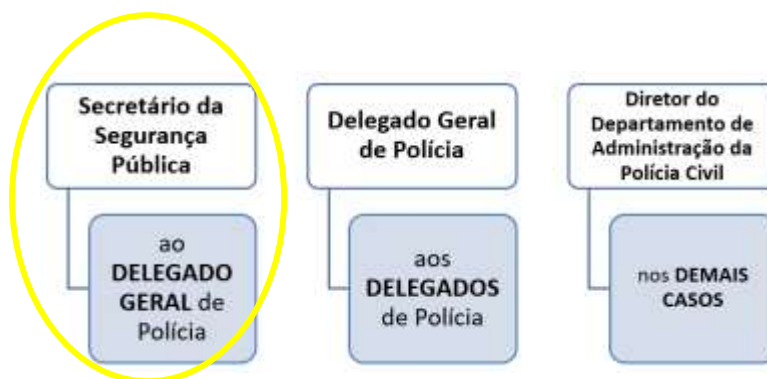 Secretário da
Segurança
Pública
ao
DELEGADO
GERAL de
Polícia
Delegado Geral
de Polícia
aos
DELEGADOS
de Polícia
Diretor do
Departamento de
Administração da
Polícia Civil
nos DEMAIS
CASOS